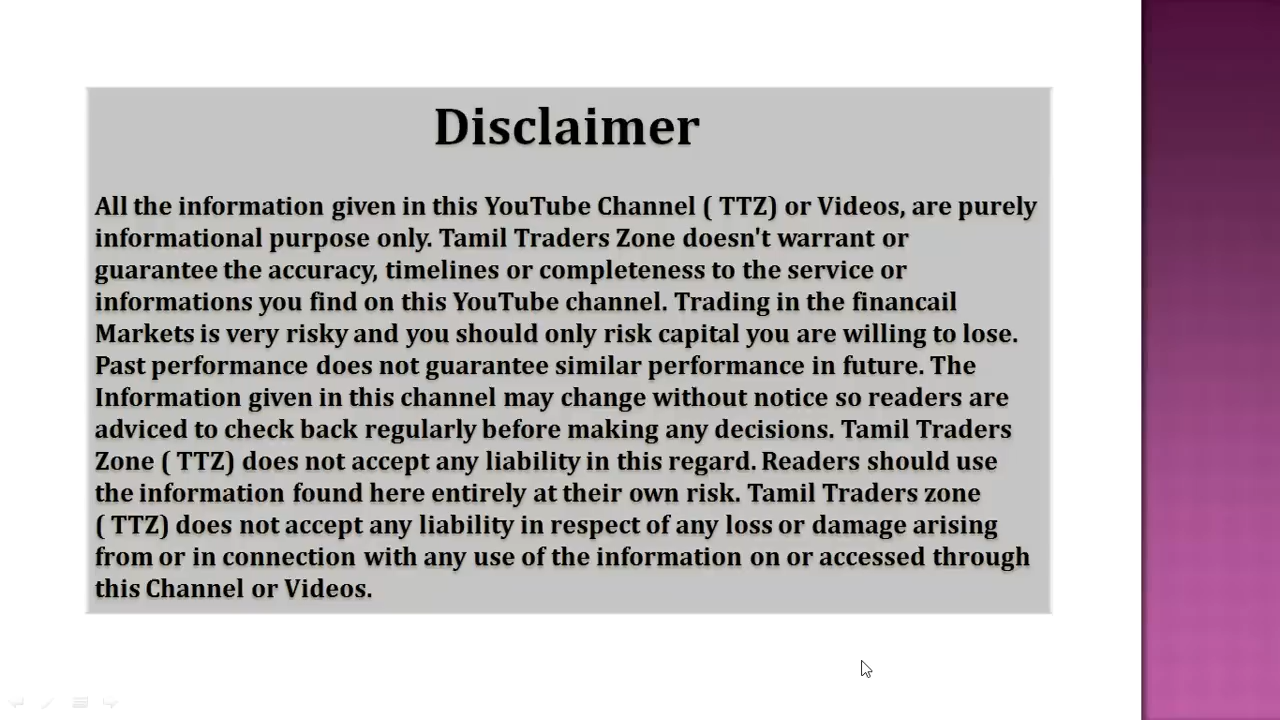 Disclaimer
All the information given in this YouTube Channel ( TTZ) or Videos, are purely
informational purpose only. Tamil Traders Zone doesn't warrant or
guarantee the accuracy, timelines or completeness to the service or
informations you find on this YouTube channel. Trading in the financail
Markets is very risky and you should only risk capital you are willing to lose.
Past performance does not guarantee similar performance in future. The
Information given in this channel may change without notice so readers are
adviced to check back regularly before making any decisions. Tamil Traders
Zone ( TTZ) does not accept any liability in this regard. Readers should use
the information found here entirely at their own risk. Tamil Traders zone
( TTZ) does not accept any liability in respect of any loss or damage arising
from or in connection with any use of the information on or accessed through
this Channel or Videos.